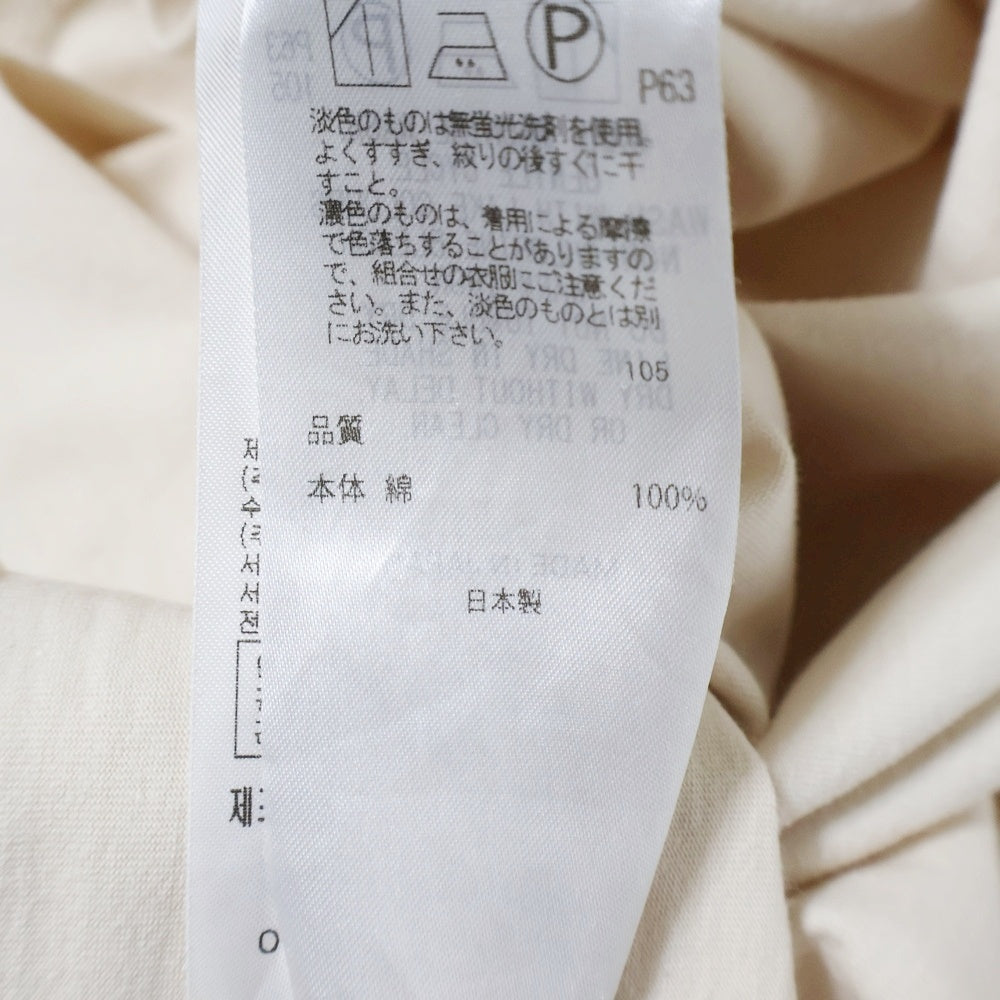 P
P63
淡色のものは無蛍光洗剤を使用。
よくすすぎ、絞りの後すぐに干
すこと。
濃色のものは、着用による摩擦
で色落ちすることがありますの
で、組合せの衣服にご注意くだ
さい。また、淡色のものとは別
にお洗い下さい。
105
品質
本体 綿 100%
日本製
수
서
서
전